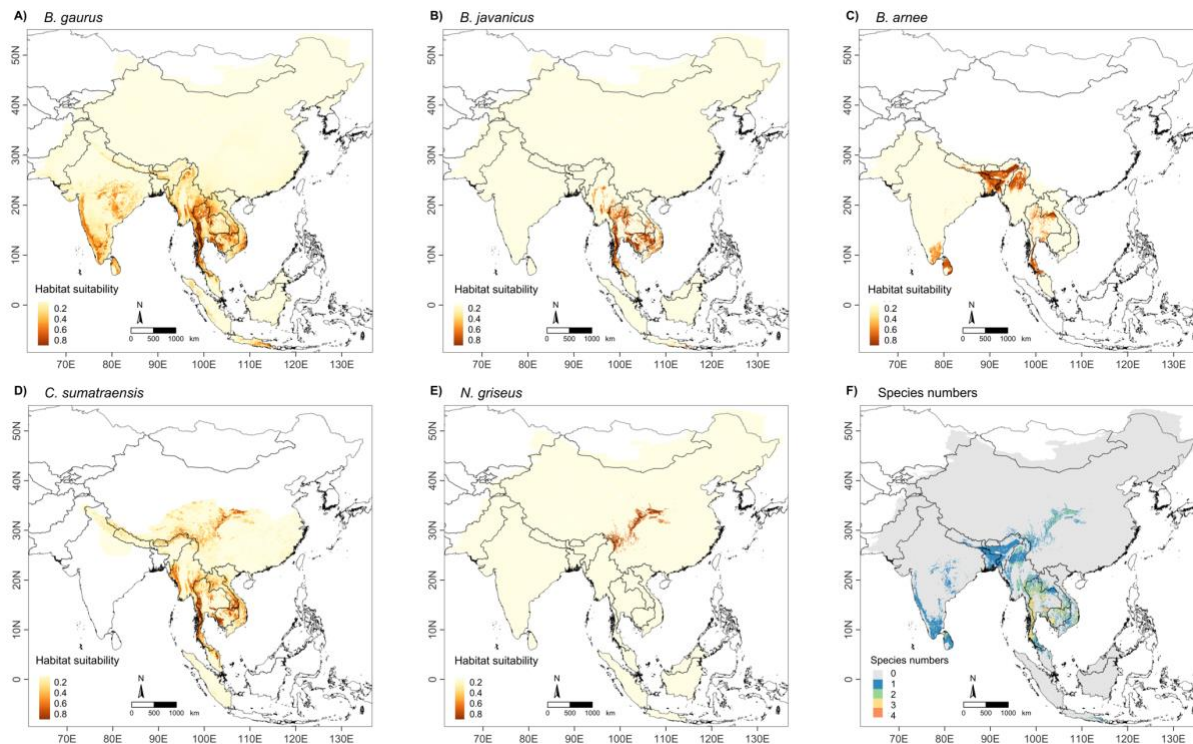 A) B. gaurus
50N
40N
30N
20N
10N
0
Habitat suitability
0.2
0.4
0.6
0.8
N
0 500 1000 km
70E 80E 90E 100E 110E 120E 130E
B) B. javanicus
50N
40N
30N
20N
10N
0
Habitat suitability
0.2
0.4
0.6
0.8
N
0 500 1000 km
70E 80E 90E 100E 110E 120E 130E
C) B. arnee
50N
40N
30N
20N
10N
0
Habitat suitability
0.2
0.4
0.6
0.8
N
0 500 1000 km
70E 80E 90E 100E 110E 120E 130E
D) C. sumatraensis
50N
40N
30N
20N
10N
0
Habitat suitability
0.2
0.4
0.6
0.8
N
0 500 1000 km
70E 80E 90E 100E 110E 120E 130E
E) N. griseus
50N
40N
30N
20N
10N
0
Habitat suitability
0.2
0.4
0.6
0.8
N
0 500 1000 km
70E 80E 90E 100E 110E 120E 130E
F) Species numbers
50N
40N
30N
20N
10N
0
Species numbers
0
1
2
3
4
N
0 500 1000 km
70E 80E 90E 100E 110E 120E 130E